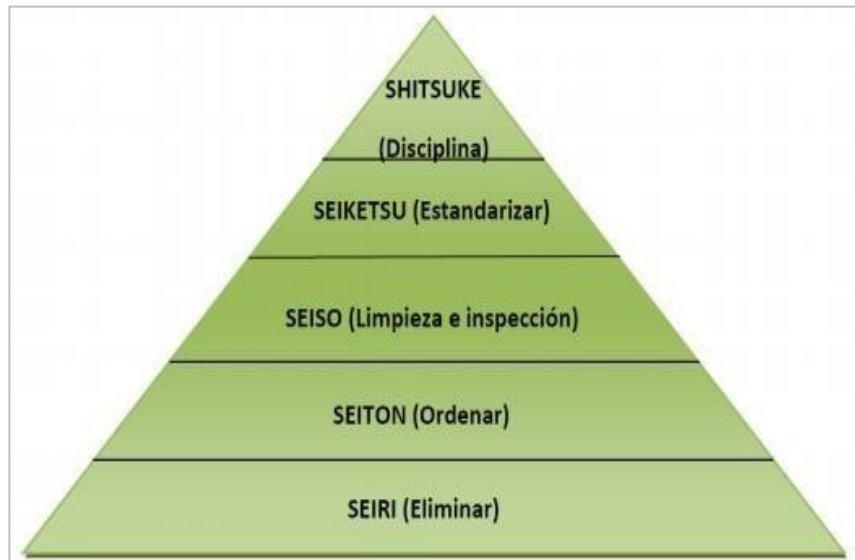 SHITSUKE
(Disciplina)
SEIKETSU (Estandarizar)
SEISO (Limpieza e inspección)
SEITON (Ordenar)
SEIRI (Eliminar)